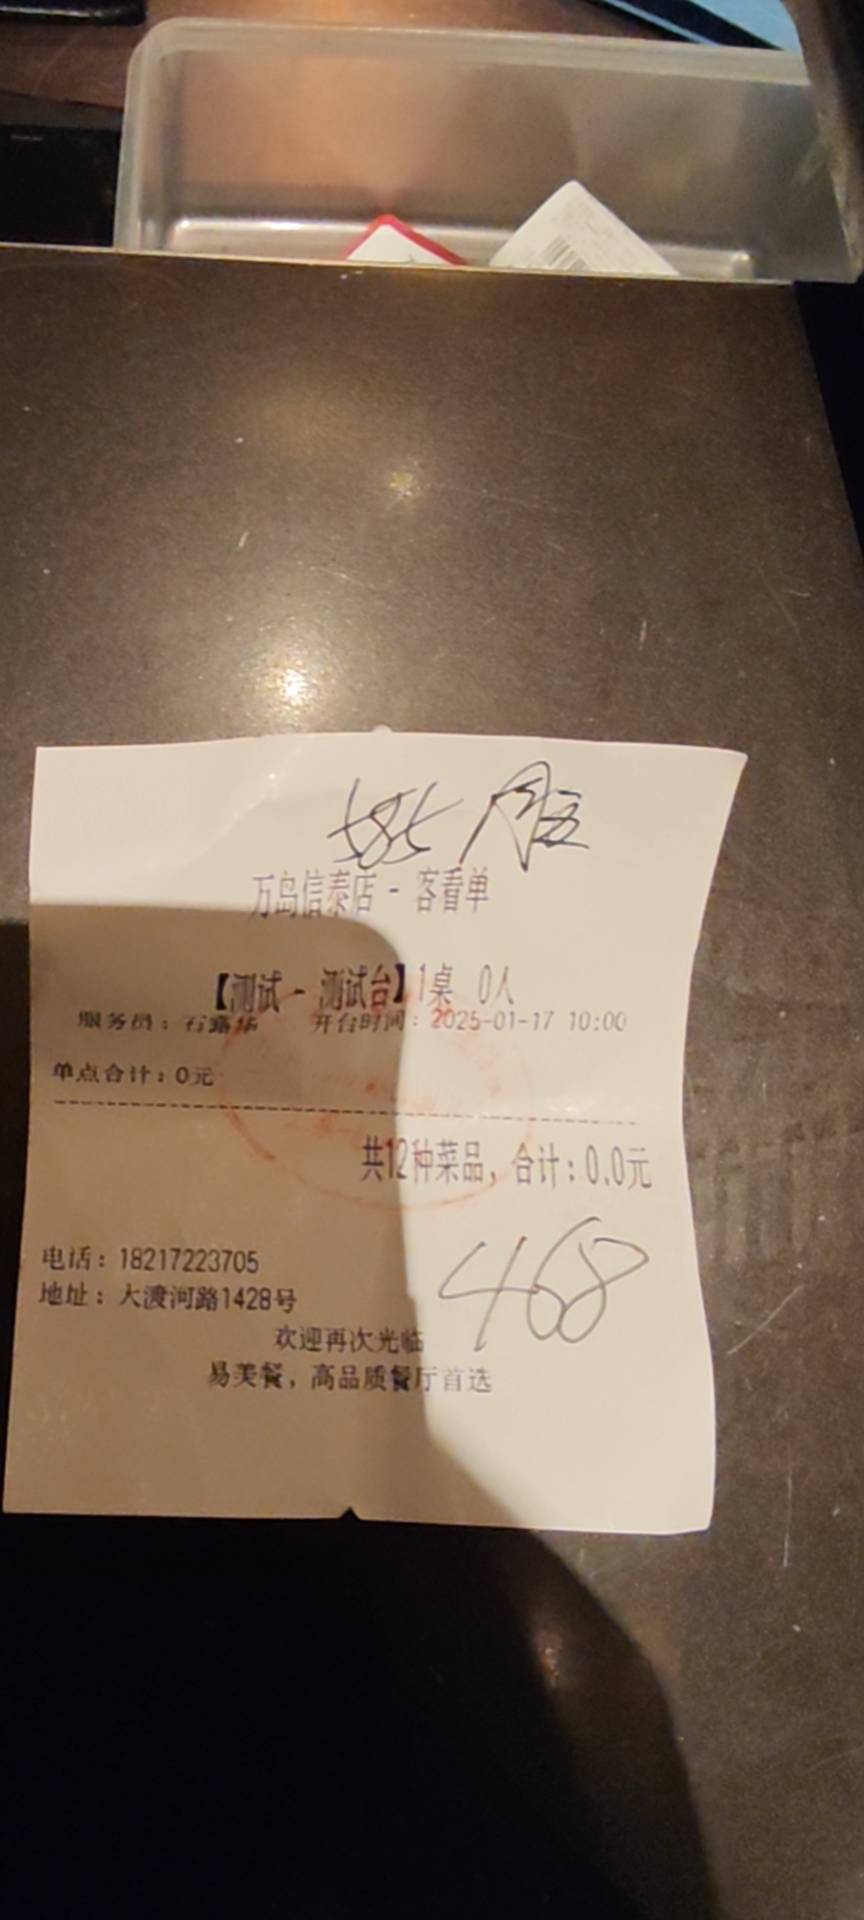 万岛信泰店 - 客看单
【测试 - 测试台】1桌 0人
服务员：石露华 开台时间：2025-01-17 10:00
单点合计：0元
共12种菜品，合计：0.0元
468
电话：18217223705
地址：大渡河路1428号
欢迎再次光临
易美餐，高品质餐厅首选